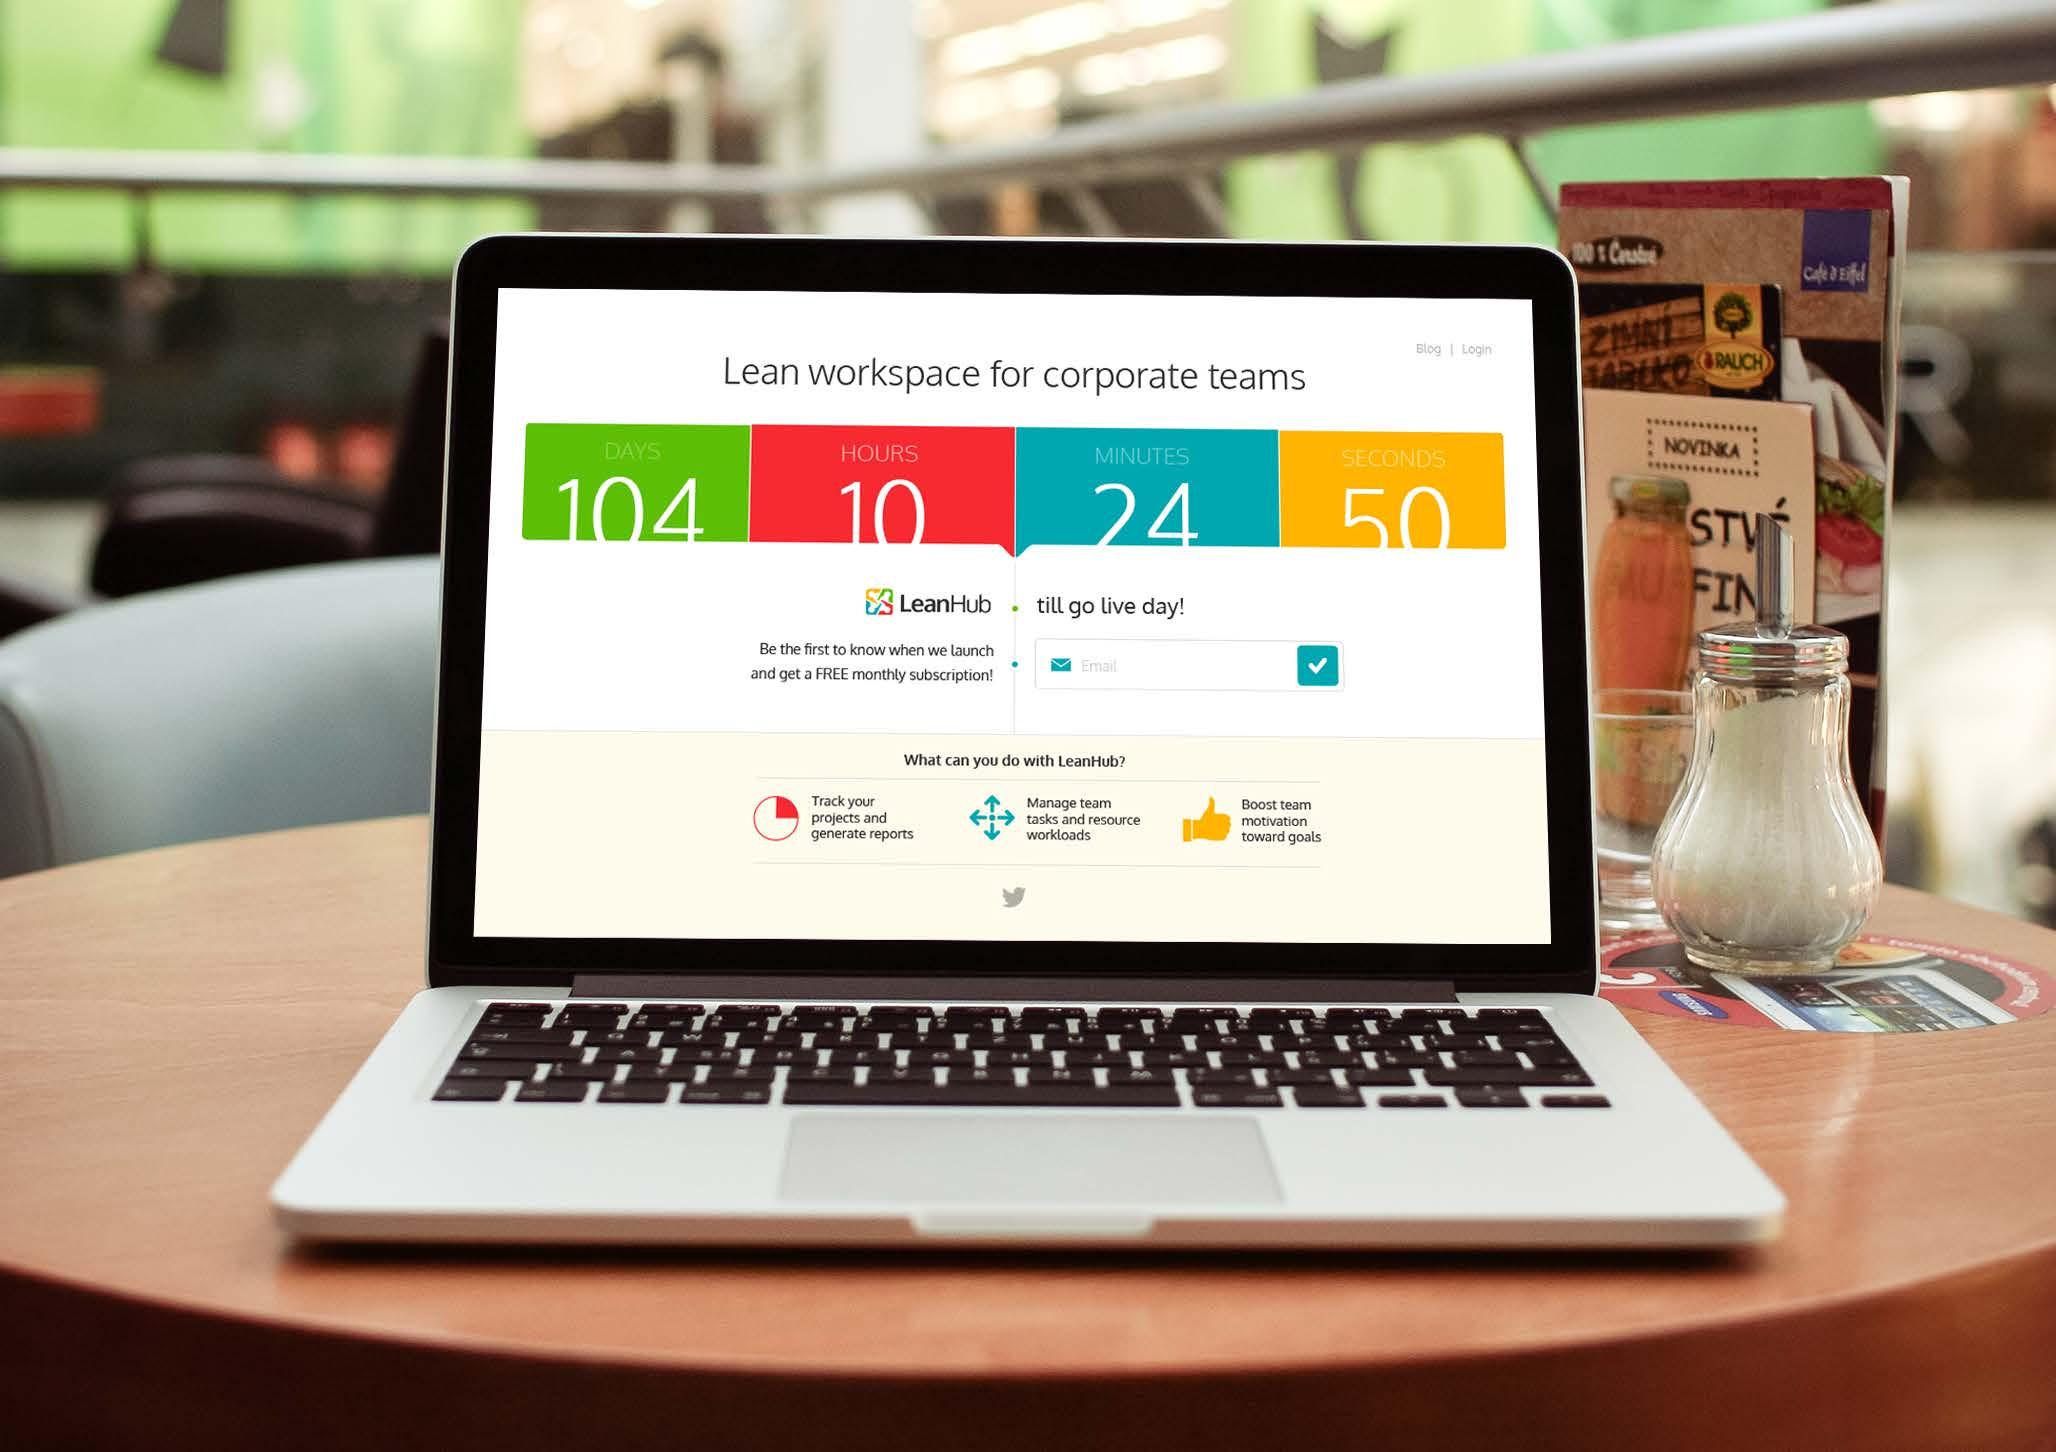 Blog | Login
Lean workspace for corporate teams
DAYS
104
HOURS
10
MINUTES
24
SECONDS
50
LeanHub
till go live day!
Be the first to know when we launch
and get a FREE monthly subscription!
Email
What can you do with LeanHub?
Track your
projects and
generate reports
Manage team
tasks and resource
workloads
Boost team
motivation
toward goals
Café d'Eiffel
ZIMNÍ
RAUCH
NOVINKA
SAMSUNG